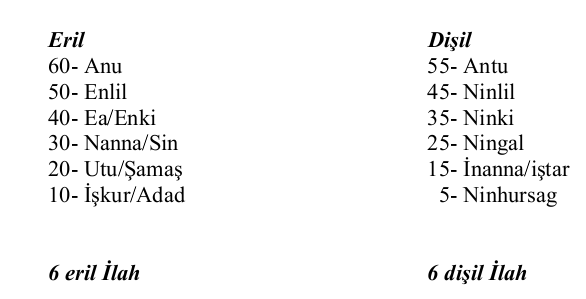 Eril
60- Anu
50- Enlil
40- Ea/Enki
30- Nanna/Sin
20- Utu/Şamaş
10- İşkur/Adad
6 eril İlah
Dişil
55- Antu
45- Ninlil
35- Ninki
25- Ningal
15- İnanna/iştar
5- Ninhursag
6 dişil İlah